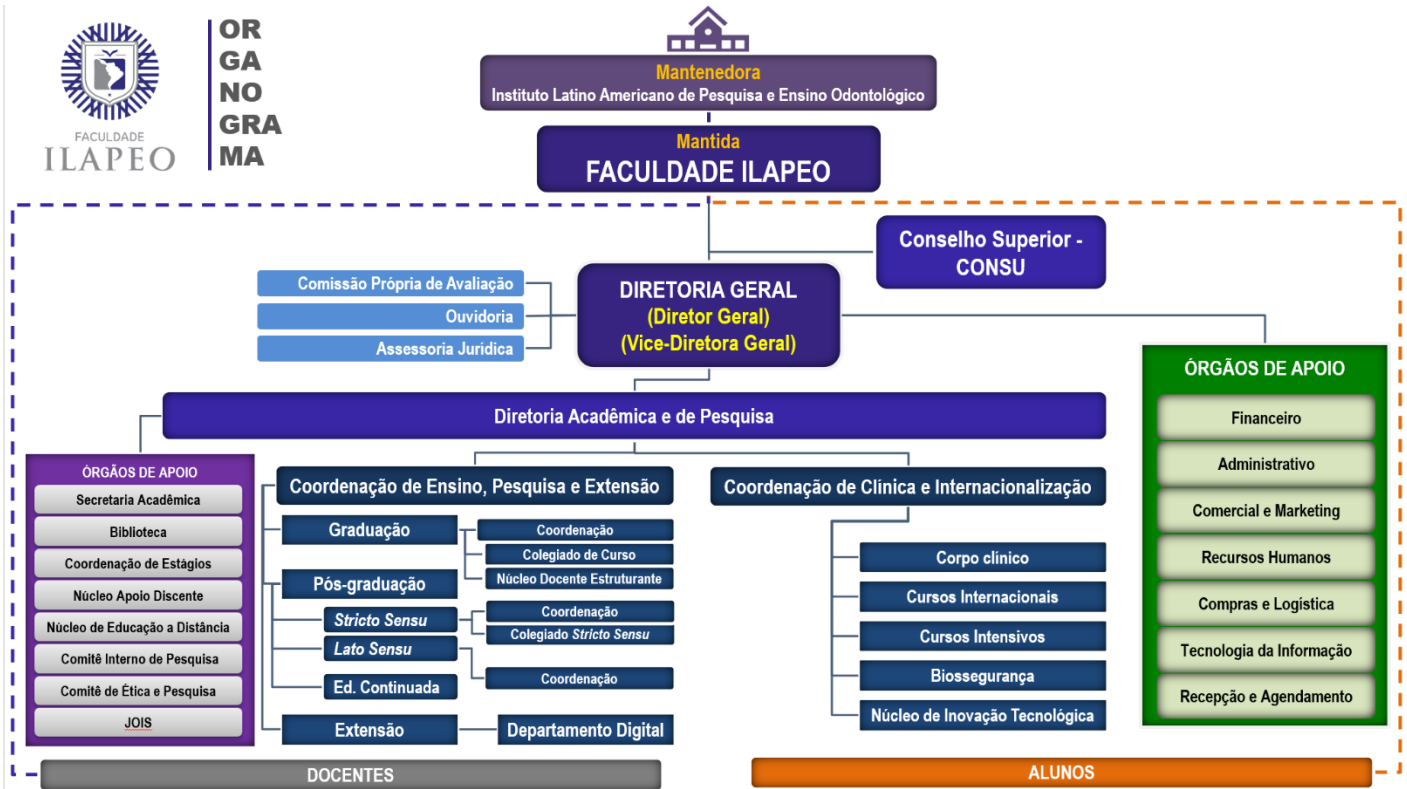 FACULDADE
ILAPEO
OR
GA
NO
GRA
MA
Mantenedora
Instituto Latino Americano de Pesquisa e Ensino Odontológico
Mantida
FACULDADE ILAPEO
Conselho Superior -
CONSU
Comissão Própria de Avaliação
Ouvidoria
Assessoria Juridica
DIRETORIA GERAL
(Diretor Geral)
(Vice-Diretora Geral)
Diretoria Acadêmica e de Pesquisa
ÓRGÃOS DE APOIO
Secretaria Acadêmica
Biblioteca
Coordenação de Estágios
Núcleo Apoio Discente
Núcleo de Educação a Distância
Comitê Interno de Pesquisa
Comitê de Ética e Pesquisa
JOIS
Coordenação de Ensino, Pesquisa e Extensão
Graduação
Coordenação
Colegiado de Curso
Núcleo Docente Estruturante
Pós-graduação
Stricto Sensu
Coordenação
Colegiado Stricto Sensu
Lato Sensu
Coordenação
Ed. Continuada
Extensão
Departamento Digital
Coordenação de Clínica e Internacionalização
Corpo clínico
Cursos Internacionais
Cursos Intensivos
Biossegurança
Núcleo de Inovação Tecnológica
ÓRGÃOS DE APOIO
Financeiro
Administrativo
Comercial e Marketing
Recursos Humanos
Compras e Logística
Tecnologia da Informação
Recepção e Agendamento
DOCENTES
ALUNOS